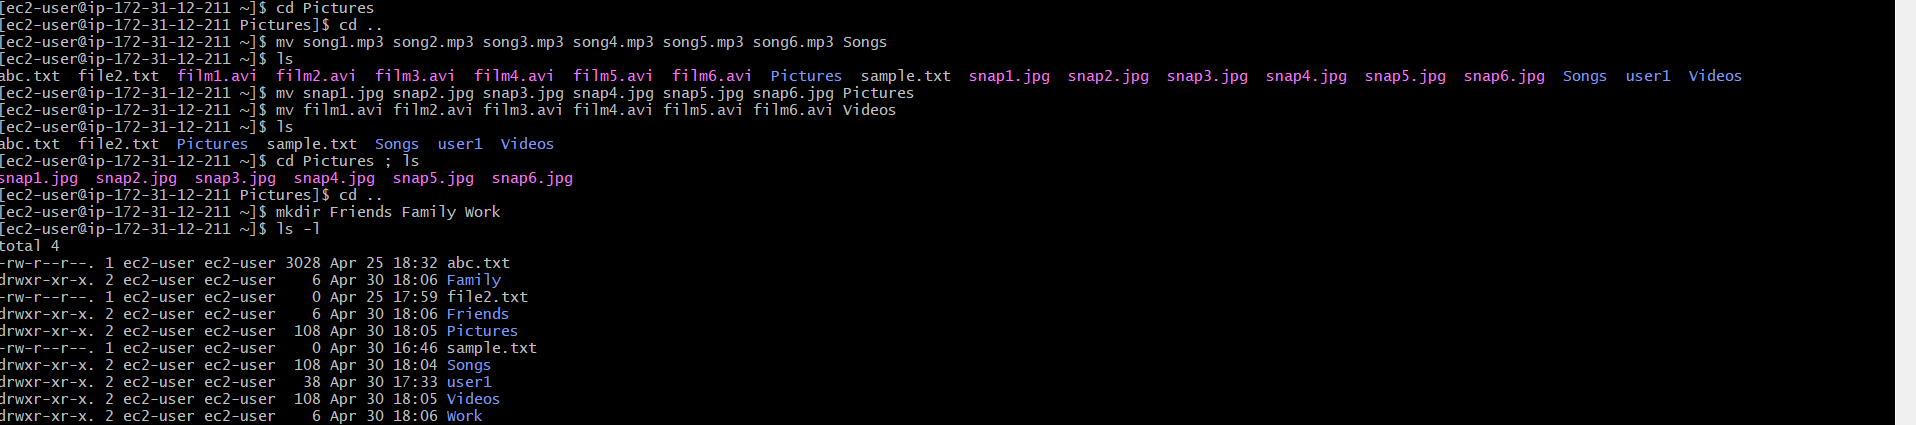 [ec2-user@ip-172-31-12-211 ~]$ cd Pictures
[ec2-user@ip-172-31-12-211 Pictures]$ cd ..
[ec2-user@ip-172-31-12-211 ~]$ mv song1.mp3 song2.mp3 song3.mp3 song4.mp3 song5.mp3 song6.mp3 Songs
[ec2-user@ip-172-31-12-211 ~]$ ls
abc.txt  file2.txt  film1.avi  film2.avi  film3.avi  film4.avi  film5.avi  film6.avi  Pictures  sample.txt  snap1.jpg  snap2.jpg  snap3.jpg  snap4.jpg  snap5.jpg  snap6.jpg  Songs  user1  Videos
[ec2-user@ip-172-31-12-211 ~]$ mv snap1.jpg snap2.jpg snap3.jpg snap4.jpg snap5.jpg snap6.jpg Pictures
[ec2-user@ip-172-31-12-211 ~]$ mv film1.avi film2.avi film3.avi film4.avi film5.avi film6.avi Videos
[ec2-user@ip-172-31-12-211 ~]$ ls
abc.txt  file2.txt  Pictures  sample.txt  Songs  user1  Videos
[ec2-user@ip-172-31-12-211 ~]$ cd Pictures ; ls
snap1.jpg  snap2.jpg  snap3.jpg  snap4.jpg  snap5.jpg  snap6.jpg
[ec2-user@ip-172-31-12-211 Pictures]$ cd ..
[ec2-user@ip-172-31-12-211 ~]$ mkdir Friends Family Work
[ec2-user@ip-172-31-12-211 ~]$ ls -l
total 4
-rw-r--r--. 1 ec2-user ec2-user 3028 Apr 25 18:32 abc.txt
drwxr-xr-x. 2 ec2-user ec2-user    6 Apr 30 18:06 Family
-rw-r--r--. 1 ec2-user ec2-user    0 Apr 25 17:59 file2.txt
drwxr-xr-x. 2 ec2-user ec2-user    6 Apr 30 18:06 Friends
drwxr-xr-x. 2 ec2-user ec2-user  108 Apr 30 18:05 Pictures
-rw-r--r--. 1 ec2-user ec2-user    0 Apr 30 16:46 sample.txt
drwxr-xr-x. 2 ec2-user ec2-user  108 Apr 30 18:04 Songs
drwxr-xr-x. 2 ec2-user ec2-user   38 Apr 30 17:33 user1
drwxr-xr-x. 2 ec2-user ec2-user  108 Apr 30 18:05 Videos
drwxr-xr-x. 2 ec2-user ec2-user    6 Apr 30 18:06 Work